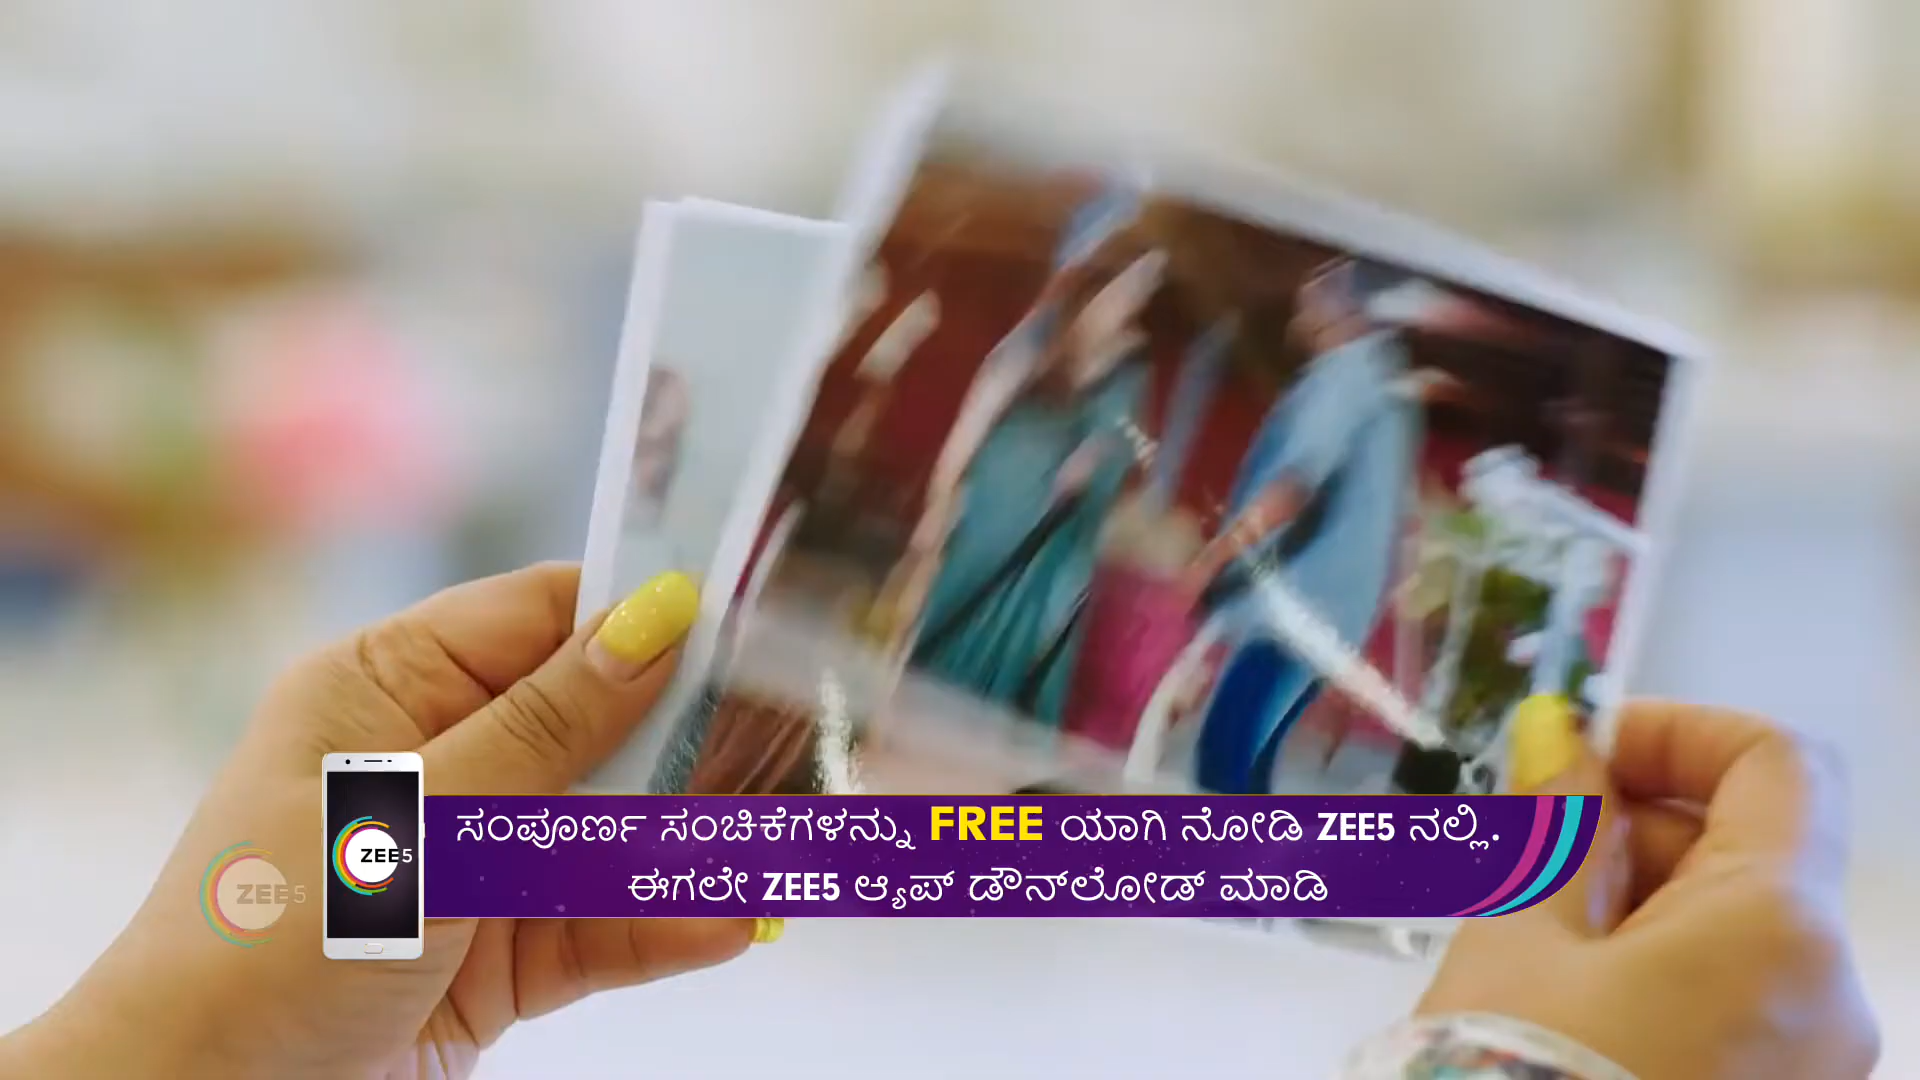 ಸಂಪೂರ್ಣ ಸಂಚಿಕೆಗಳನ್ನು FREE ಯಾಗಿ ನೋಡಿ ZEE5 ನಲ್ಲಿ.
ಈಗಲೇ ZEE5 ಆ್ಯಪ್ ಡೌನ್‌ಲೋಡ್ ಮಾಡಿ
ZEE5
ZEE5